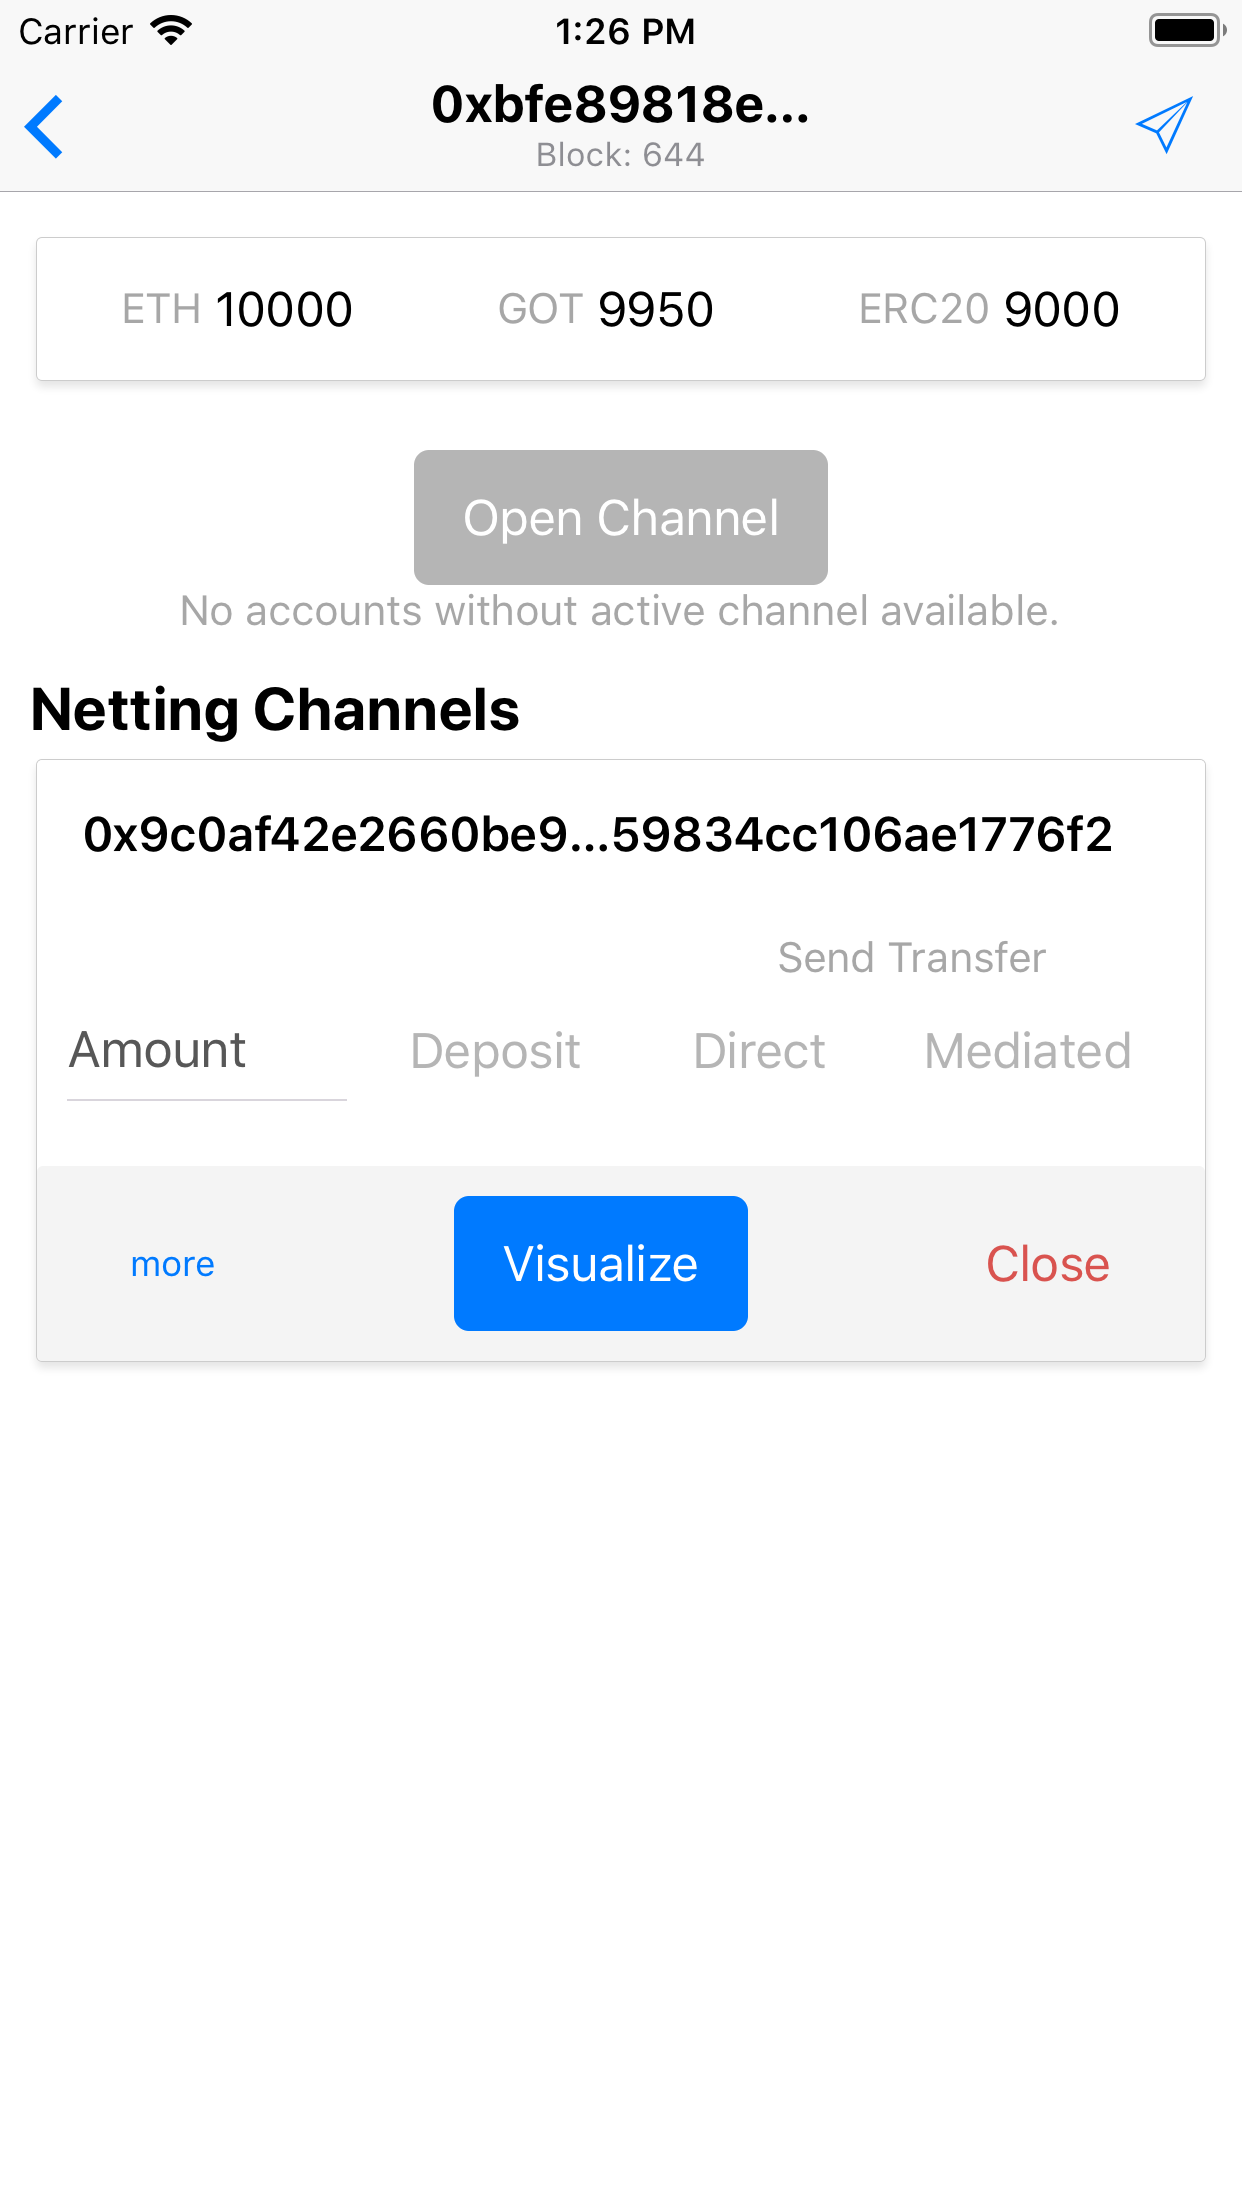 Carrier 1:26 PM
0xbfe89818e...
Block: 644
ETH 10000 GOT 9950 ERC20 9000
Open Channel
No accounts without active channel available.
Netting Channels
0x9c0af42e2660be9...59834cc106ae1776f2
Send Transfer
Amount Deposit Direct Mediated
more Visualize Close